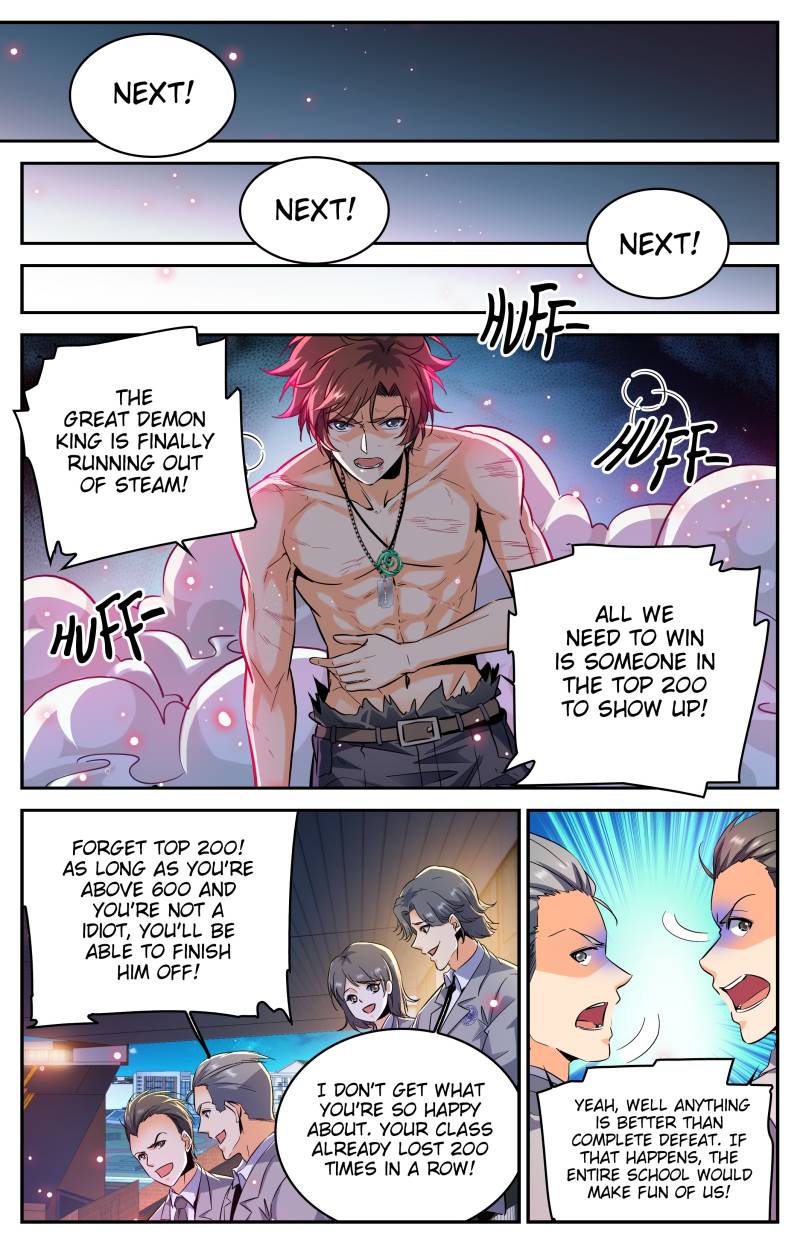 NEXT!
NEXT!
NEXT!
HUFF-
THE
GREAT DEMON
KING IS FINALLY
RUNNING OUT
OF STEAM!
HUFF-
HUFF-
ALL WE
NEED TO WIN
IS SOMEONE IN
THE TOP 200
TO SHOW UP!
FORGET TOP 200!
AS LONG AS YOU'RE
ABOVE 600 AND
YOU'RE NOT A
IDIOT, YOU'LL BE
ABLE TO FINISH
HIM OFF!
I DON'T GET WHAT
YOU'RE SO HAPPY
ABOUT. YOUR CLASS
ALREADY LOST 200
TIMES IN A ROW!
YEAH, WELL ANYTHING
IS BETTER THAN
COMPLETE DEFEAT. IF
THAT HAPPENS, THE
ENTIRE SCHOOL WOULD
MAKE FUN OF US!